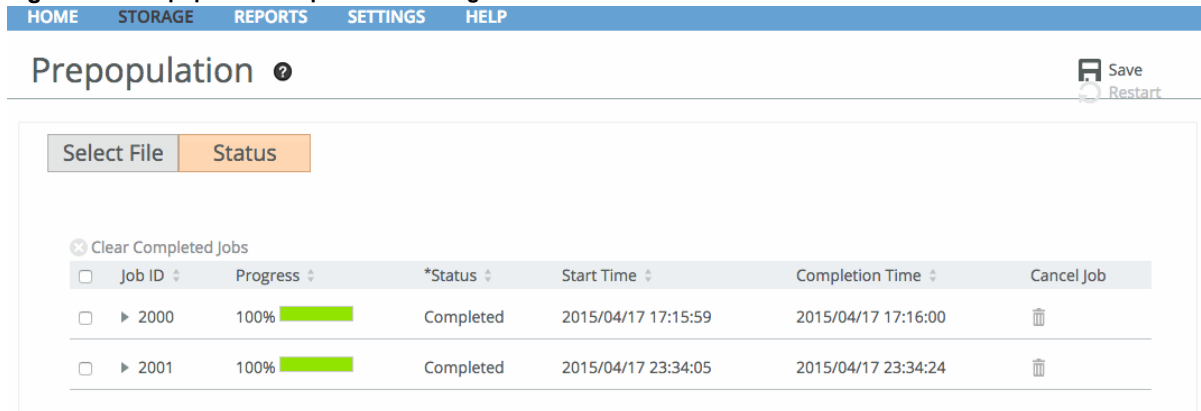 HOME STORAGE REPORTS SETTINGS HELP
Prepopulation ?
Save
Restart
Select File Status
Clear Completed Jobs
Job ID Progress *Status Start Time Completion Time Cancel Job
2000 100% Completed 2015/04/17 17:15:59 2015/04/17 17:16:00
2001 100% Completed 2015/04/17 23:34:05 2015/04/17 23:34:24